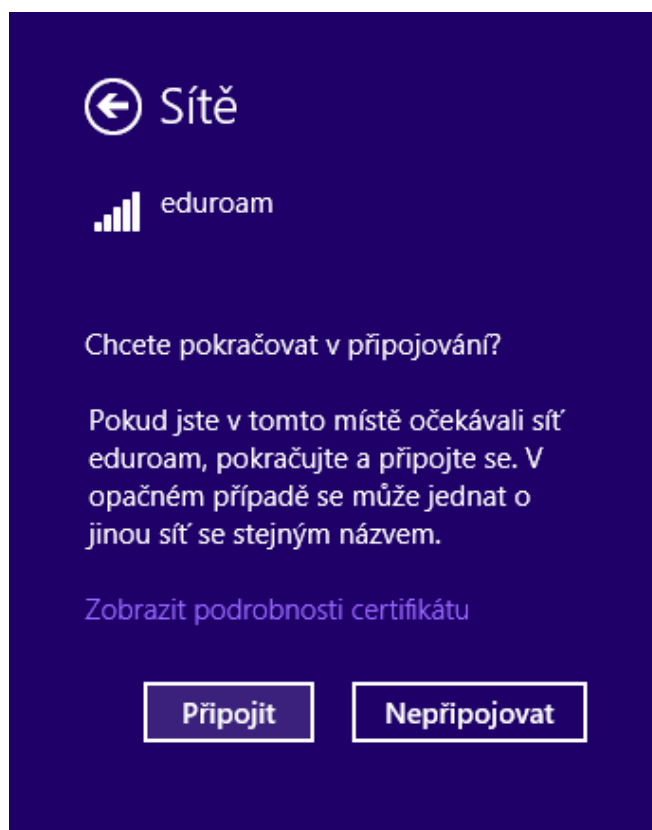 Sítě
eduroam
Chcete pokračovat v připojování?
Pokud jste v tomto místě očekávali síť
eduroam, pokračujte a připojte se. V
opačném případě se může jednat o
jinou síť se stejným názvem.
Zobrazit podrobnosti certifikátu
Připojit
Nepřipojovat